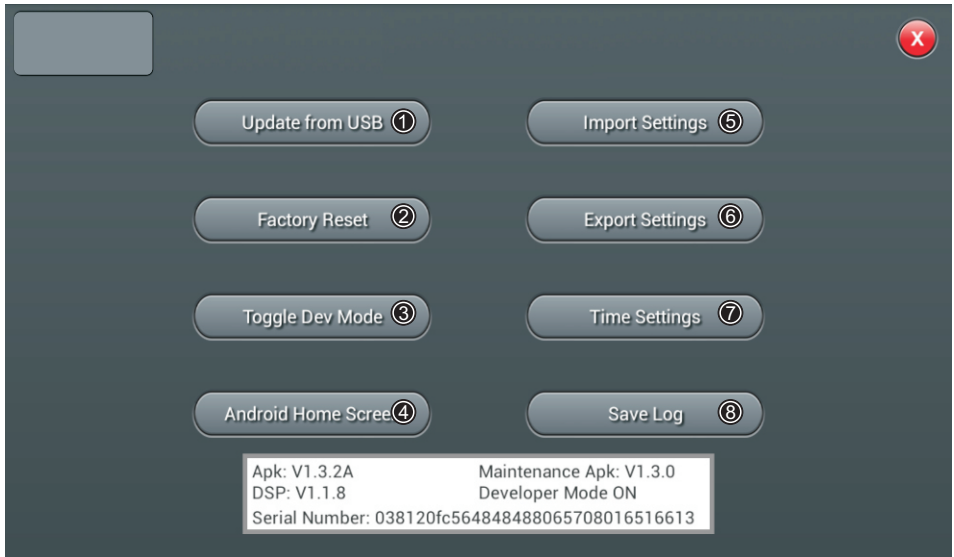 X
Update from USB ①
Import Settings ⑤
Factory Reset ②
Export Settings ⑥
Toggle Dev Mode ③
Time Settings ⑦
Android Home Scree ④
Save Log ⑧
Apk: V1.3.2A Maintenance Apk: V1.3.0
DSP: V1.1.8 Developer Mode ON
Serial Number: 038120fc564848488065708016516613